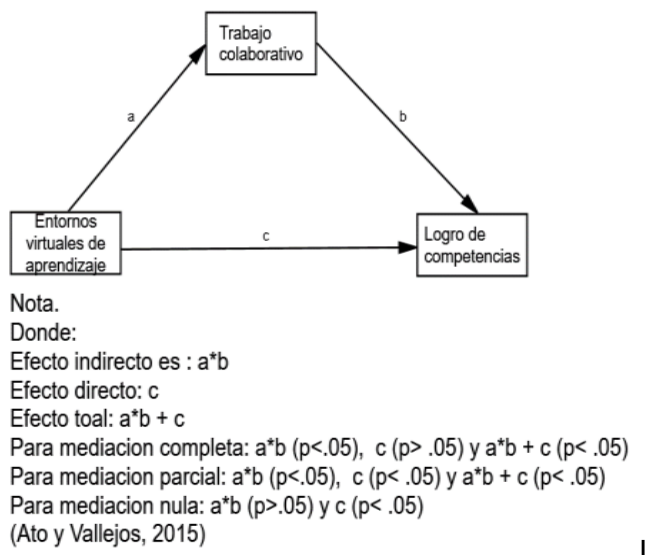 Trabajo
colaborativo
a
b
Entornos
virtuales de
aprendizaje
c
Logro de
competencias
Nota.
Donde:
Efecto indirecto es : a*b
Efecto directo: c
Efecto toal: a*b + c
Para mediacion completa: a*b (p<.05), c (p> .05) y a*b + c (p< .05)
Para mediacion parcial: a*b (p<.05), c (p< .05) y a*b + c (p< .05)
Para mediacion nula: a*b (p>.05) y c (p< .05)
(Ato y Vallejos, 2015)